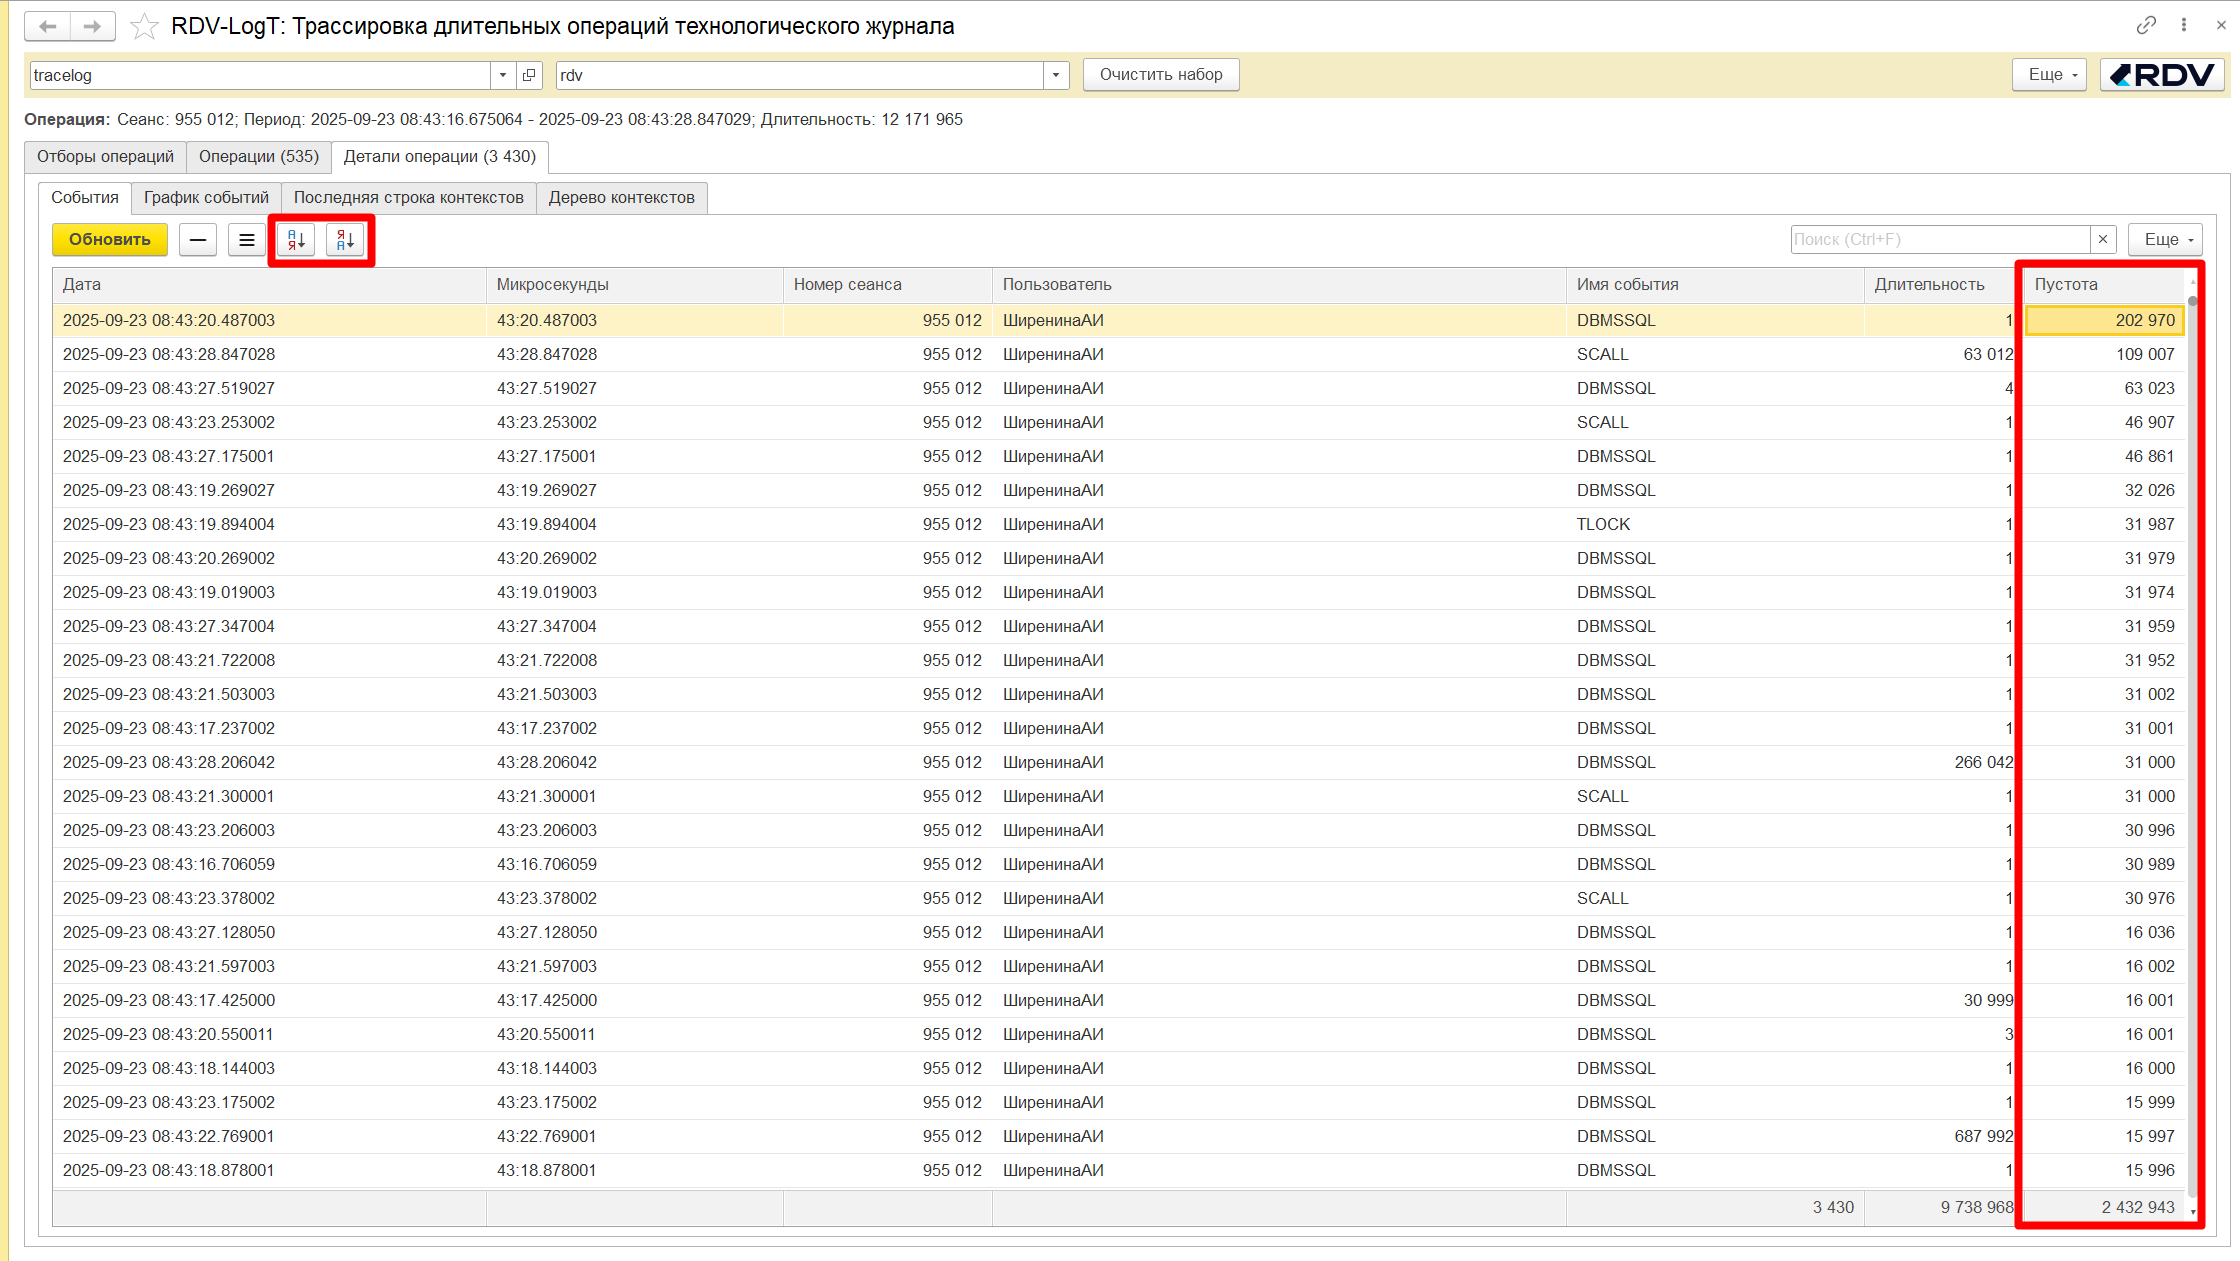 RDV-LogT: Трассировка длительных операций технологического журнала
tracelog rdv Очистить набор Еще RDV
Операция: Сеанс: 955 012; Период: 2025-09-23 08:43:16.675064 - 2025-09-23 08:43:28.847029; Длительность: 12 171 965
Отборы операций Операции (535) Детали операции (3 430)
События График событий Последняя строка контекстов Дерево контекстов
Обновить Поиск (Ctrl+F) Еще
Дата Микросекунды Номер сеанса Пользователь Имя события Длительность Пустота
2025-09-23 08:43:20.487003 43:20.487003 955 012 ШиренинаАИ DBMSSQL 1 202 970
2025-09-23 08:43:28.847028 43:28.847028 955 012 ШиренинаАИ SCALL 63 012 109 007
2025-09-23 08:43:27.519027 43:27.519027 955 012 ШиренинаАИ DBMSSQL 4 63 023
2025-09-23 08:43:23.253002 43:23.253002 955 012 ШиренинаАИ SCALL 1 46 907
2025-09-23 08:43:27.175001 43:27.175001 955 012 ШиренинаАИ DBMSSQL 1 46 861
2025-09-23 08:43:19.269027 43:19.269027 955 012 ШиренинаАИ DBMSSQL 1 32 026
2025-09-23 08:43:19.894004 43:19.894004 955 012 ШиренинаАИ TLOCK 1 31 987
2025-09-23 08:43:20.269002 43:20.269002 955 012 ШиренинаАИ DBMSSQL 1 31 979
2025-09-23 08:43:19.019003 43:19.019003 955 012 ШиренинаАИ DBMSSQL 1 31 974
2025-09-23 08:43:27.347004 43:27.347004 955 012 ШиренинаАИ DBMSSQL 1 31 959
2025-09-23 08:43:21.722008 43:21.722008 955 012 ШиренинаАИ DBMSSQL 1 31 952
2025-09-23 08:43:21.503003 43:21.503003 955 012 ШиренинаАИ DBMSSQL 1 31 002
2025-09-23 08:43:17.237002 43:17.237002 955 012 ШиренинаАИ DBMSSQL 1 31 001
2025-09-23 08:43:28.206042 43:28.206042 955 012 ШиренинаАИ DBMSSQL 266 042 31 000
2025-09-23 08:43:21.300001 43:21.300001 955 012 ШиренинаАИ SCALL 1 31 000
2025-09-23 08:43:23.206003 43:23.206003 955 012 ШиренинаАИ DBMSSQL 1 30 996
2025-09-23 08:43:16.706059 43:16.706059 955 012 ШиренинаАИ DBMSSQL 1 30 989
2025-09-23 08:43:23.378002 43:23.378002 955 012 ШиренинаАИ SCALL 1 30 976
2025-09-23 08:43:27.128050 43:27.128050 955 012 ШиренинаАИ DBMSSQL 1 16 036
2025-09-23 08:43:21.597003 43:21.597003 955 012 ШиренинаАИ DBMSSQL 1 16 002
2025-09-23 08:43:17.425000 43:17.425000 955 012 ШиренинаАИ DBMSSQL 30 999 16 001
2025-09-23 08:43:20.550011 43:20.550011 955 012 ШиренинаАИ DBMSSQL 3 16 001
2025-09-23 08:43:18.144003 43:18.144003 955 012 ШиренинаАИ DBMSSQL 1 16 000
2025-09-23 08:43:23.175002 43:23.175002 955 012 ШиренинаАИ DBMSSQL 1 15 999
2025-09-23 08:43:22.769001 43:22.769001 955 012 ШиренинаАИ DBMSSQL 687 992 15 997
2025-09-23 08:43:18.878001 43:18.878001 955 012 ШиренинаАИ DBMSSQL 1 15 996
3 430 9 738 968 2 432 943